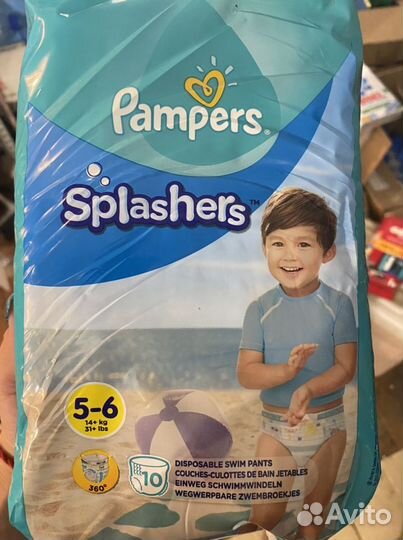 Pampers®
Splashers™
5-6
14+ kg
31+ lbs
360°
10
DISPOSABLE SWIM PANTS
COUCHES-CULOTTES DE BAIN JETABLES
EINWEG SCHWIMMWINDELN
WEGWERPBARE ZWEMBROEKJES
Avito